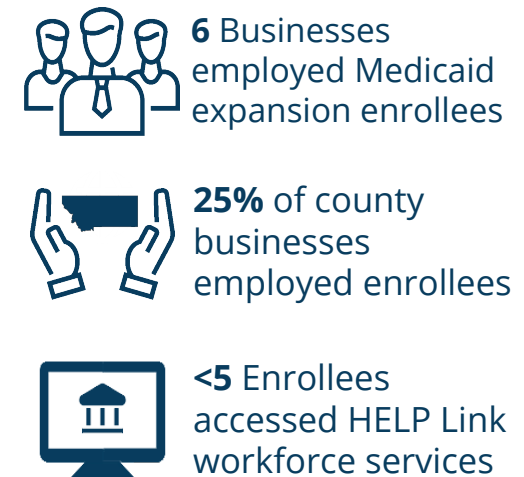 6 Businesses
employed Medicaid
expansion enrollees
25% of county
businesses
employed enrollees
<5 Enrollees
accessed HELP Link
workforce services